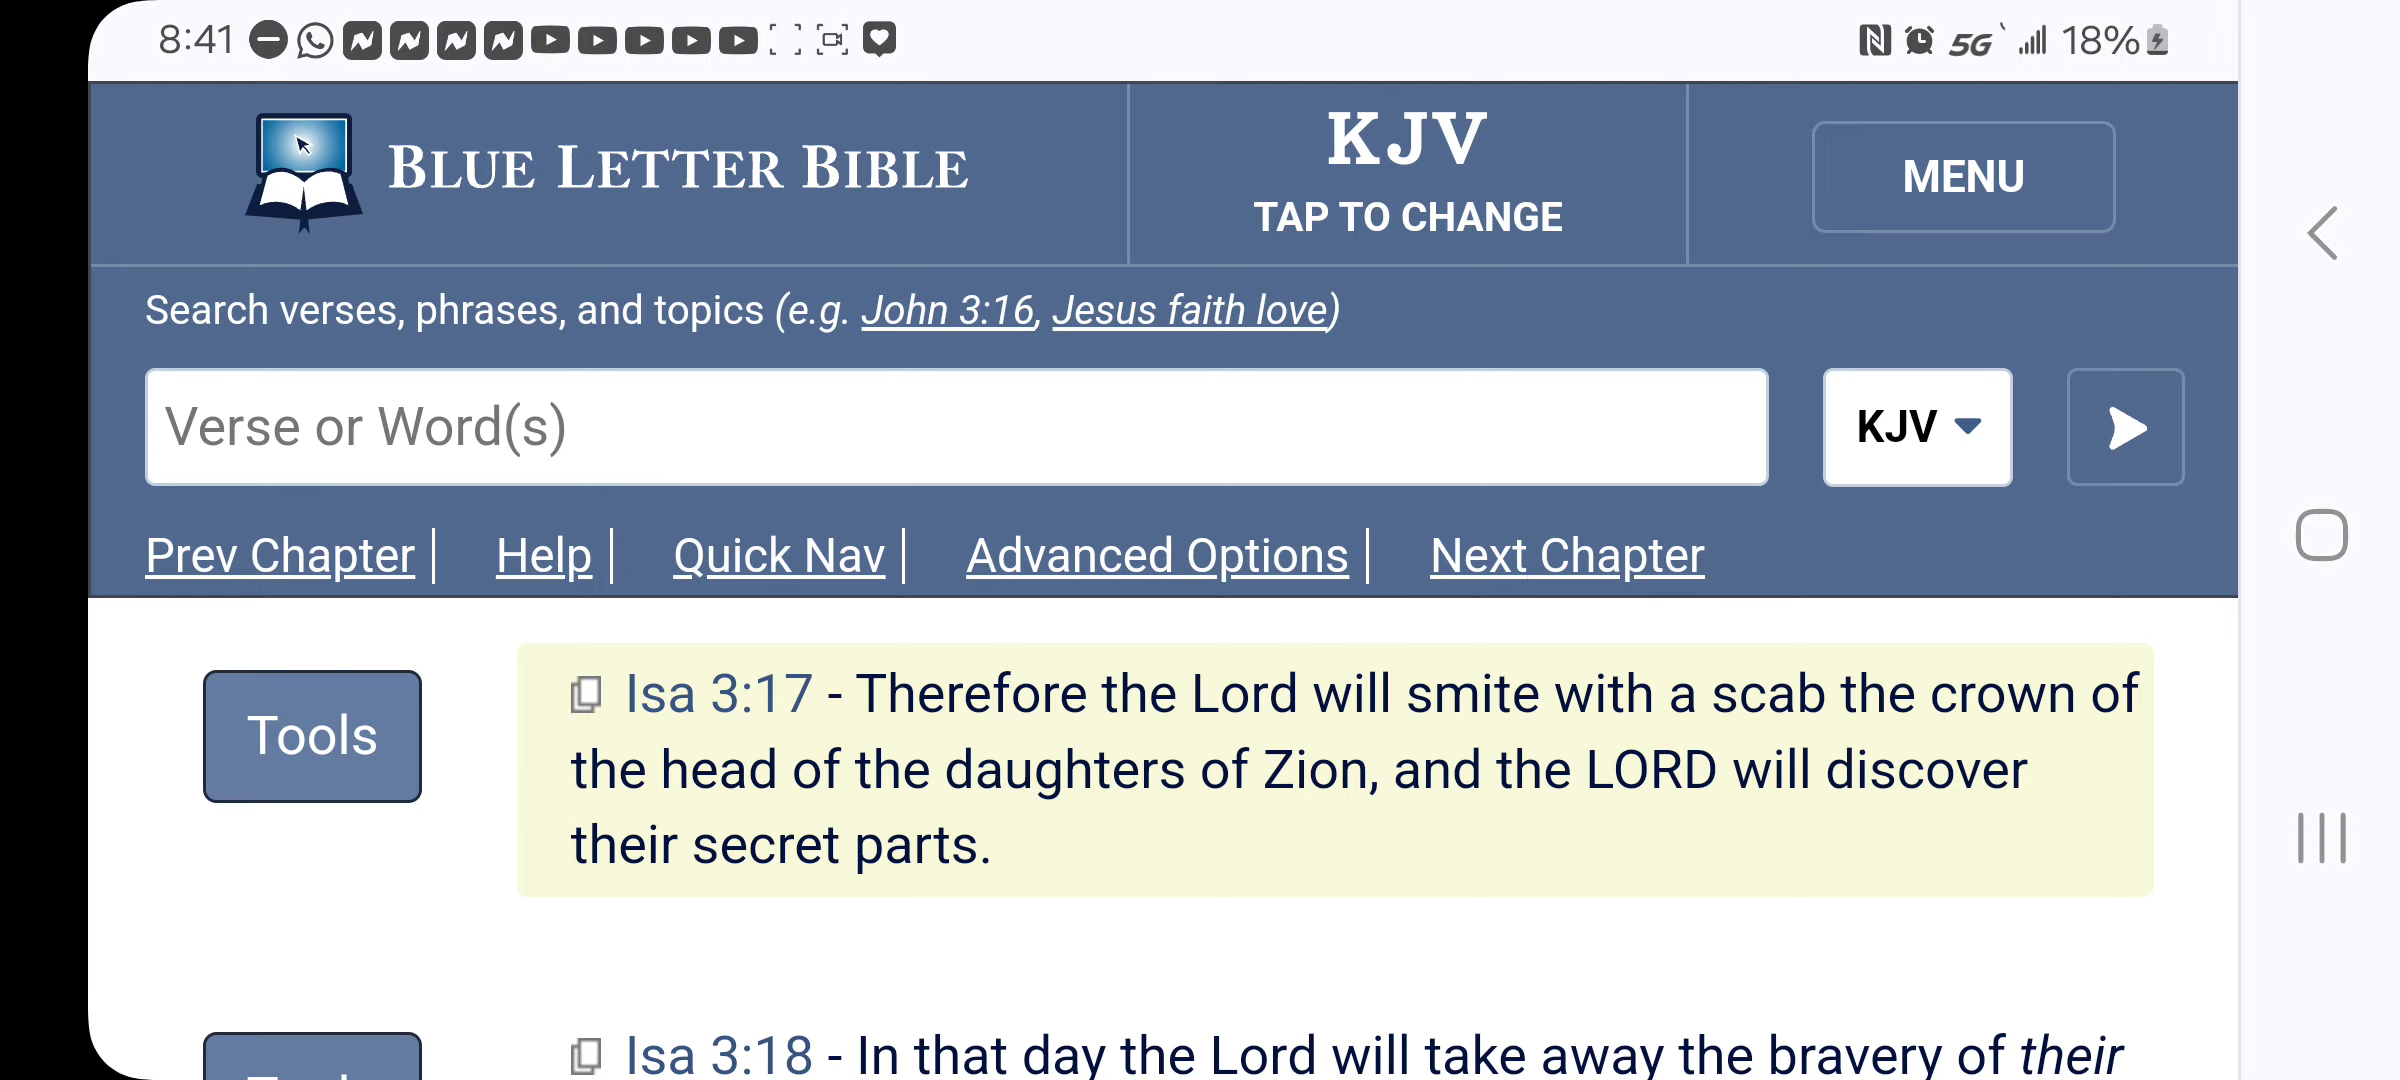 8:41 5G 18%
BLUE LETTER BIBLE
KJV
TAP TO CHANGE
MENU
Search verses, phrases, and topics (e.g. John 3:16, Jesus faith love)
Verse or Word(s)
KJV
Prev Chapter | Help | Quick Nav | Advanced Options | Next Chapter
Tools
Isa 3:17 - Therefore the Lord will smite with a scab the crown of
the head of the daughters of Zion, and the LORD will discover
their secret parts.
Isa 3:18 - In that day the Lord will take away the bravery of their